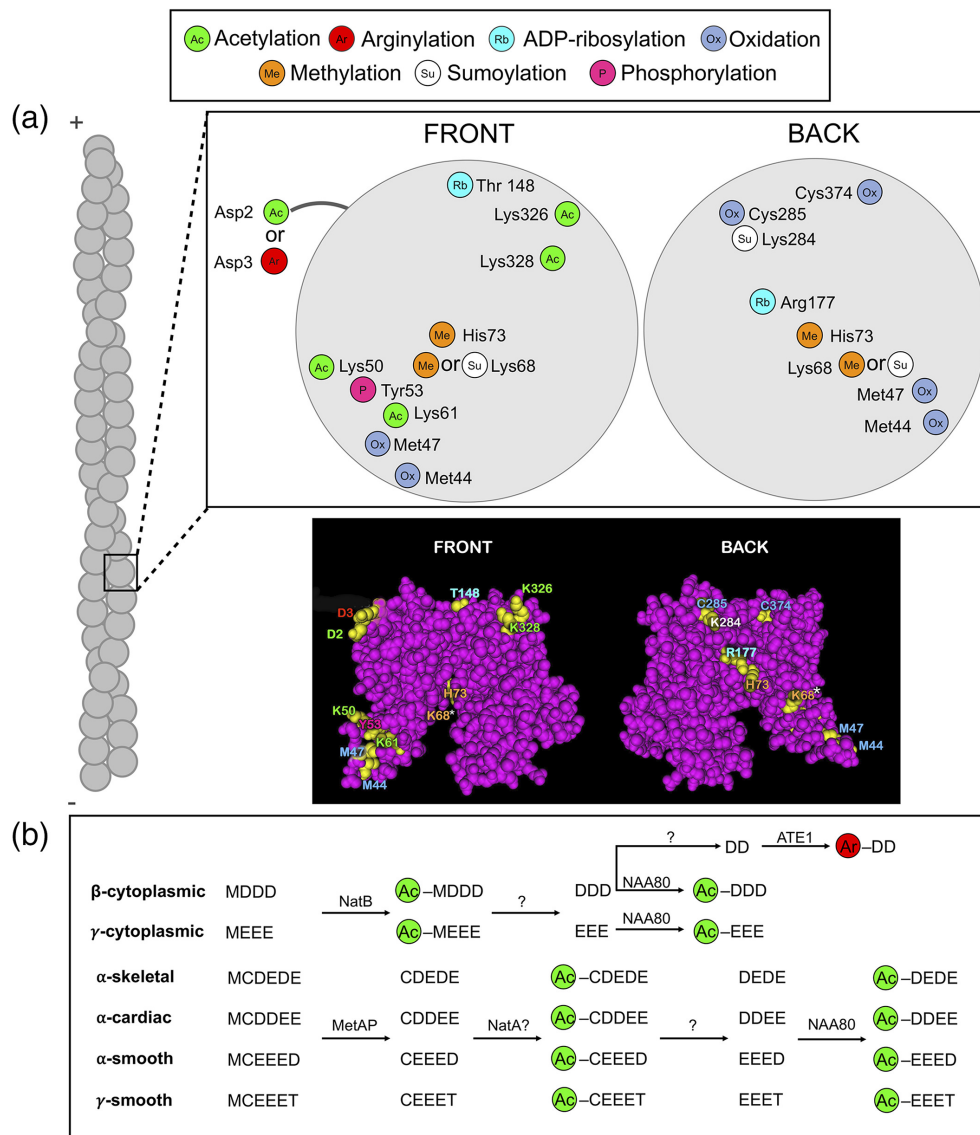 Ac Acetylation Ar Arginylation Rb ADP-ribosylation Ox Oxidation
Me Methylation Su Sumoylation P Phosphorylation
(a)
+
-
FRONT
Asp2 Ac
or
Asp3 Ar
Rb Thr 148
Lys326 Ac
Lys328 Ac
Me His73
Me or Su Lys68
Ac Lys50
P Tyr53
Ac Lys61
Ox Met47
Ox Met44
BACK
Cys374 Ox
Ox Cys285
Su Lys284
Rb Arg177
Me His73
Lys68 Me or Su
Met47 Ox
Met44 Ox
FRONT
D3
D2
T148
K326
K328
H73
K68*
K50
Y53
K61
M47
M44
BACK
C285
C374
K284
R177
H73
K68*
M47
M44
(b)
? DD ATE1 Ar–DD
β-cytoplasmic MDDD NatB Ac–MDDD ? DDD NAA80 Ac–DDD
γ-cytoplasmic MEEE Ac–MEEE EEE NAA80 Ac–EEE
α-skeletal MCDEDE CDEDE Ac–CDEDE DEDE Ac–DEDE
α-cardiac MCDDEE MetAP CDDEE NatA? Ac–CDDEE ? DDEE NAA80 Ac–DDEE
α-smooth MCEEED CEEED Ac–CEEED EEED Ac–EEED
γ-smooth MCEEET CEEET Ac–CEEET EEET Ac–EEET